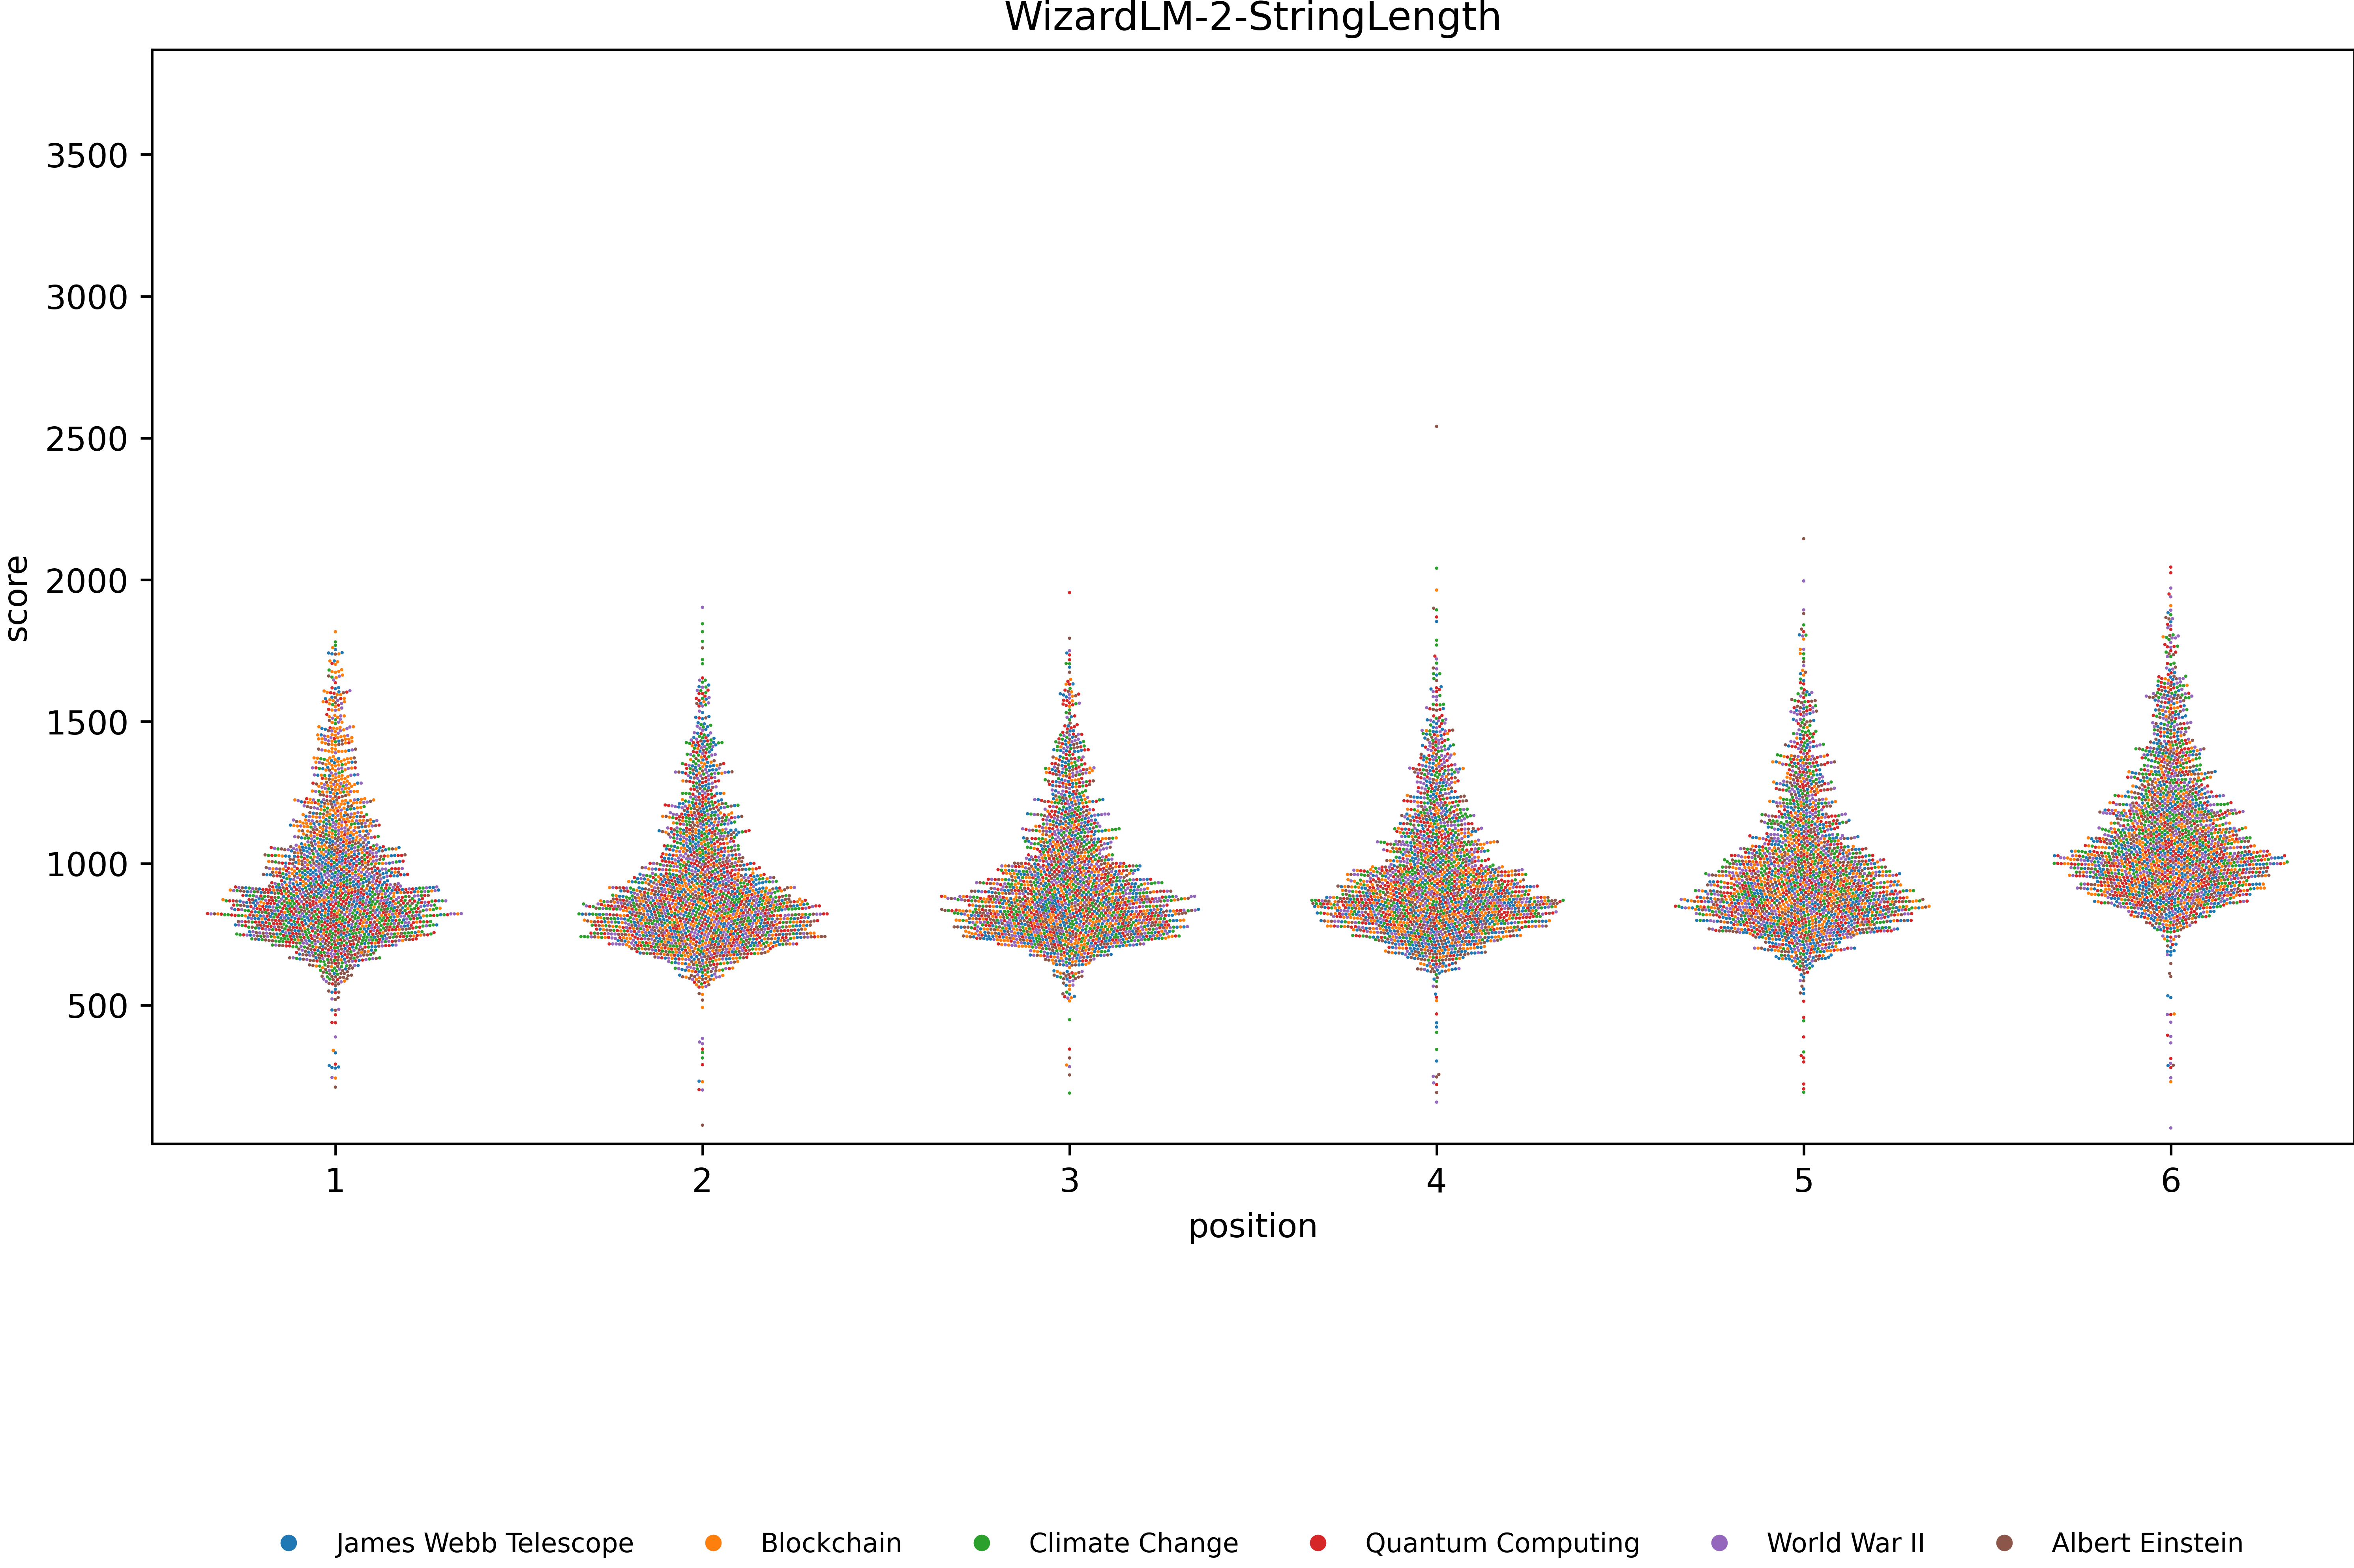 WizardLM-2-StringLength
score
3500
3000
2500
2000
1500
1000
500
1 2 3 4 5 6
position
James Webb Telescope Blockchain Climate Change Quantum Computing World War II Albert Einstein